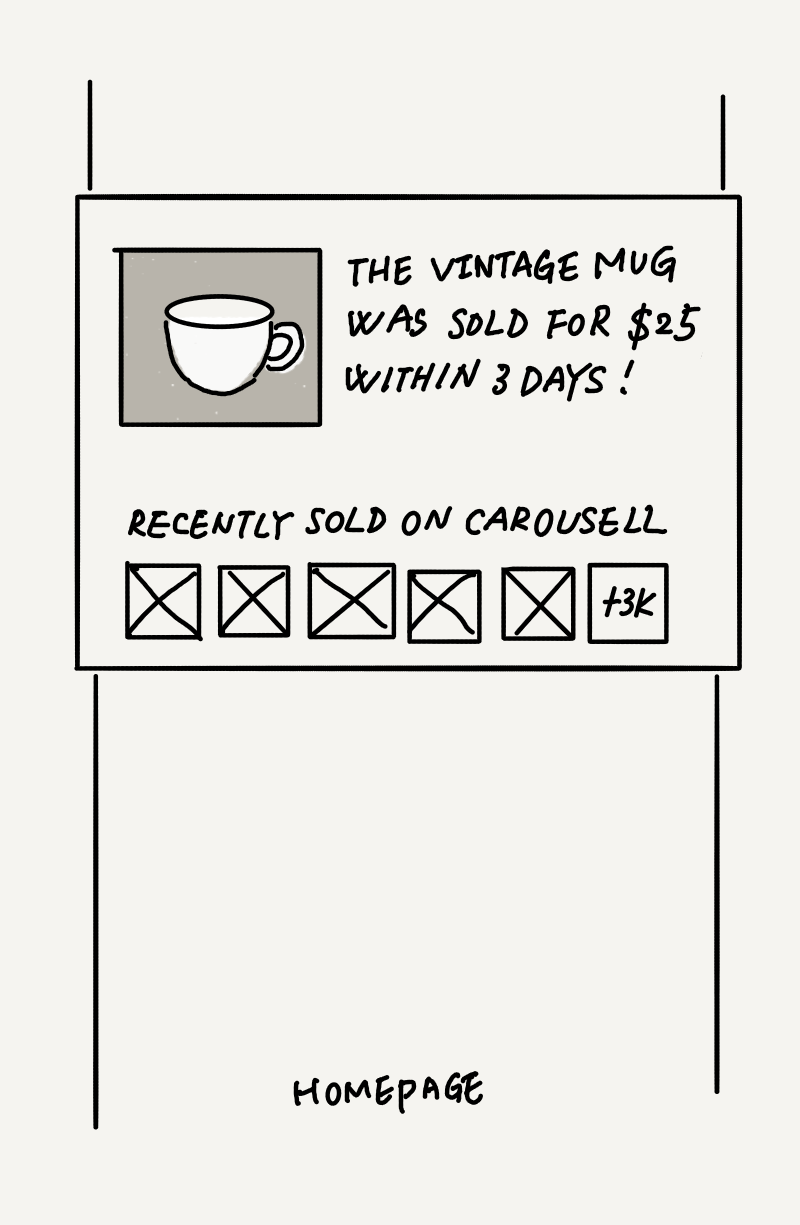 THE VINTAGE MUG
WAS SOLD FOR $25
WITHIN 3 DAYS!
RECENTLY SOLD ON CAROUSELL
+3K
HOMEPAGE